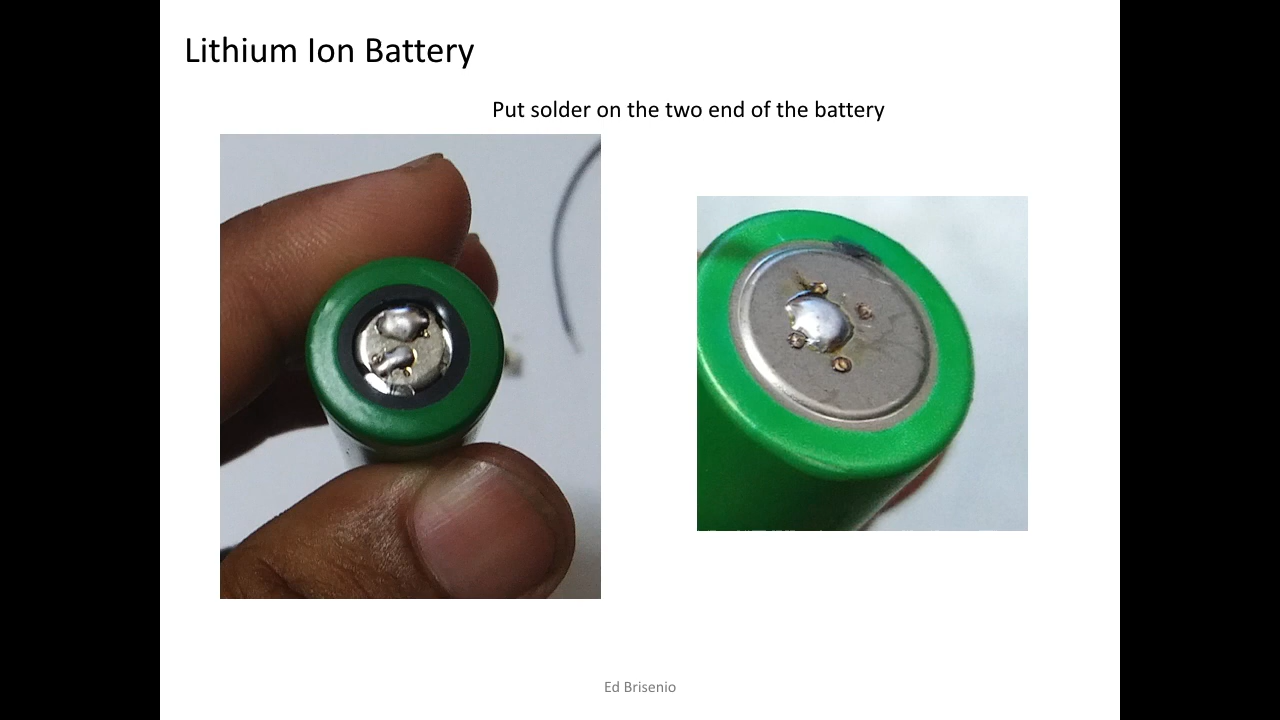 Lithium Ion Battery
Put solder on the two end of the battery
Ed Brisenio